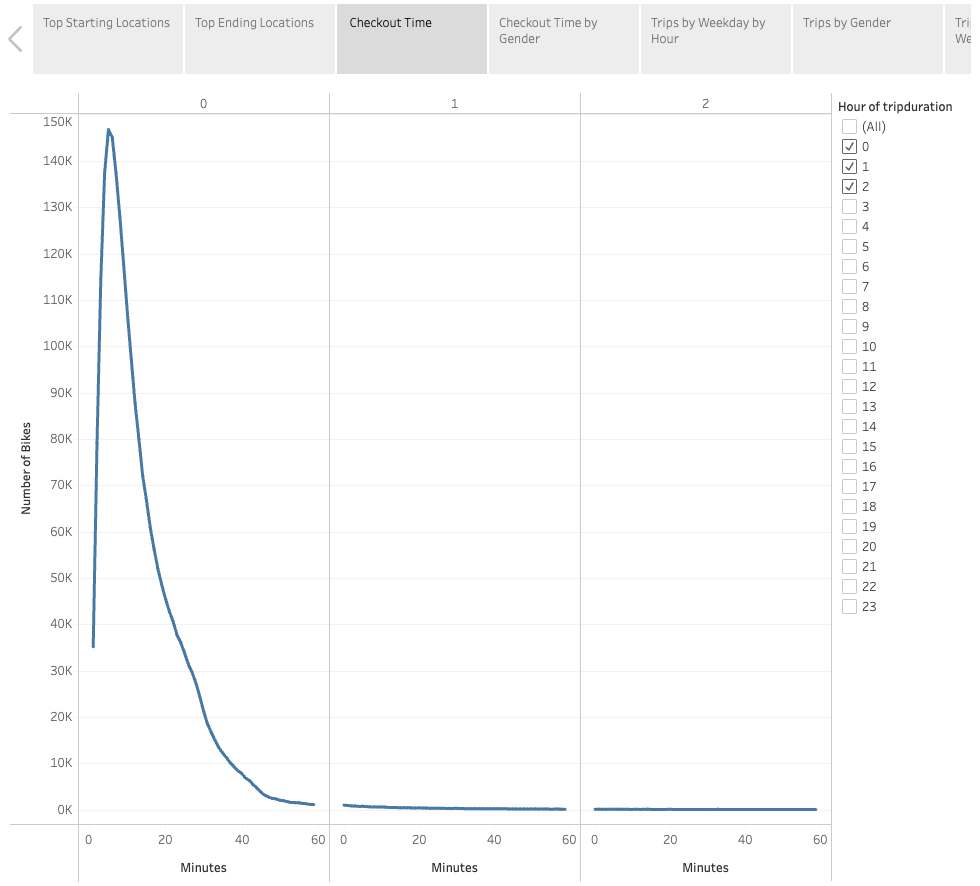 Top Starting Locations
Top Ending Locations
Checkout Time
Checkout Time by
Gender
Trips by Weekday by
Hour
Trips by Gender
0
1
2
150K
140K
130K
120K
110K
100K
90K
80K
70K
60K
50K
40K
30K
20K
10K
0K
Number of Bikes
0 20 40 60
0 20 40 60
0 20 40 60
Minutes
Minutes
Minutes
Hour of tripduration
(All)
0
1
2
3
4
5
6
7
8
9
10
11
12
13
14
15
16
17
18
19
20
21
22
23